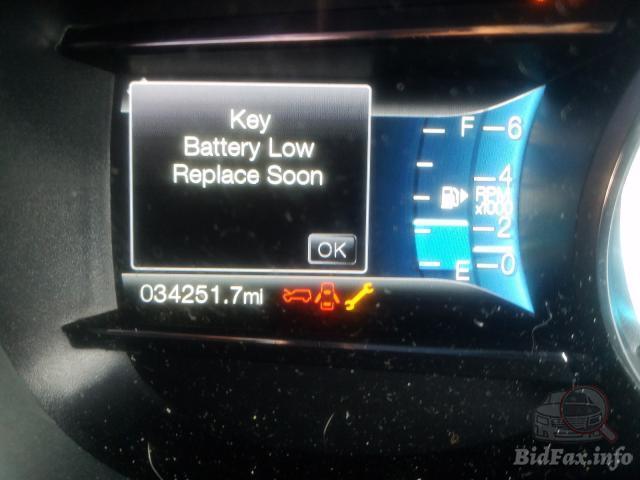 Key
Battery Low
Replace Soon
OK
F
E
6
4
RPM
x1000
2
0
034251.7mi
BidFax.info